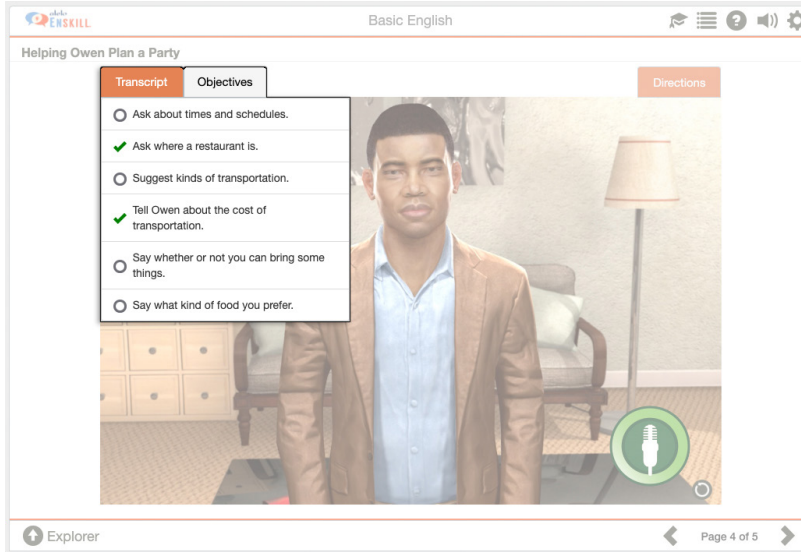 ENSKILL
Basic English
Helping Owen Plan a Party
Transcript
Objectives
Directions
Ask about times and schedules.
Ask where a restaurant is.
Suggest kinds of transportation.
Tell Owen about the cost of
transportation.
Say whether or not you can bring some
things.
Say what kind of food you prefer.
Explorer
Page 4 of 5